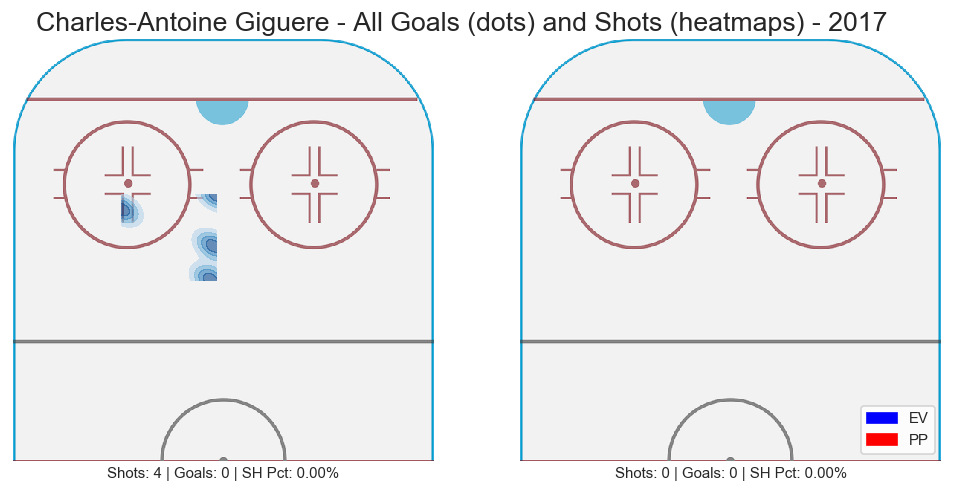 Charles-Antoine Giguere - All Goals (dots) and Shots (heatmaps) - 2017
EV
PP
Shots: 4 | Goals: 0 | SH Pct: 0.00%
Shots: 0 | Goals: 0 | SH Pct: 0.00%